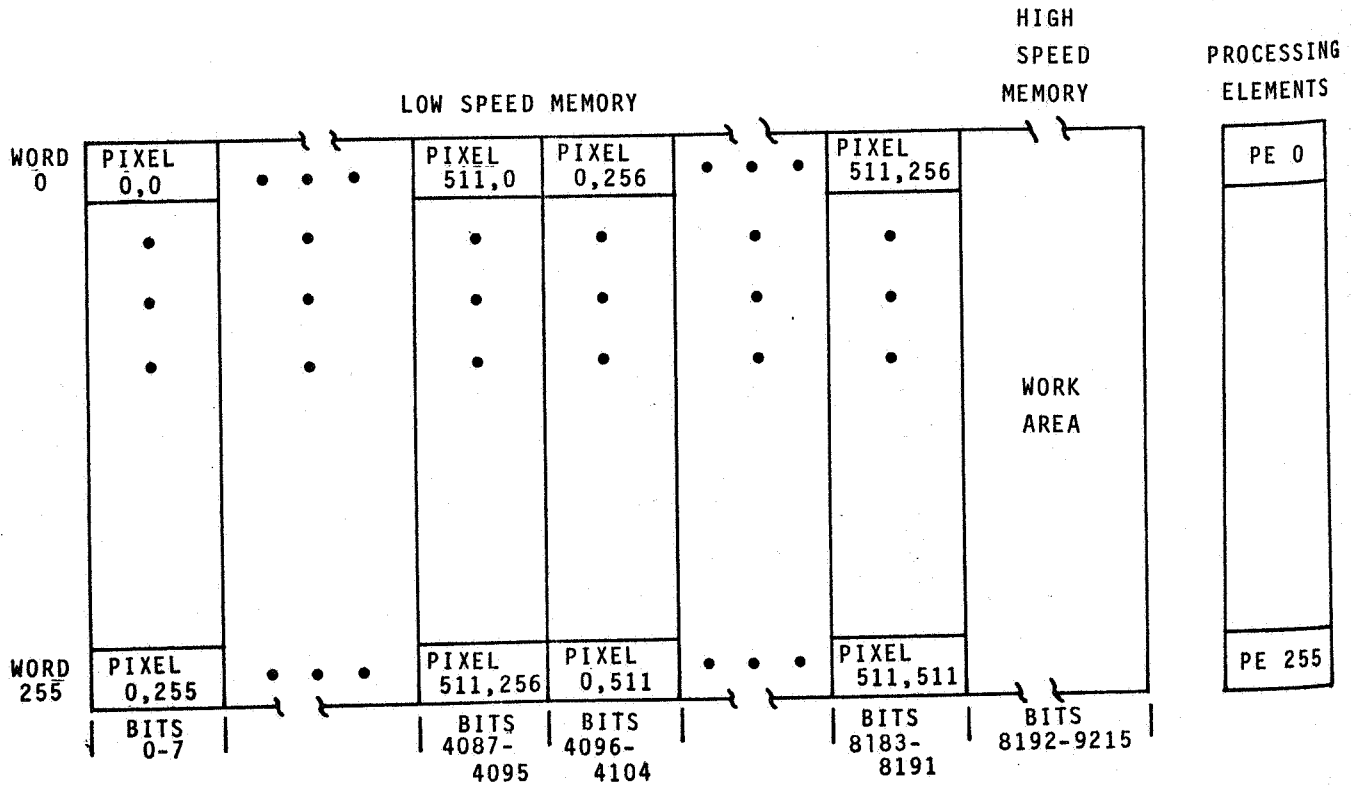 HIGH
SPEED
MEMORY
PROCESSING
ELEMENTS
LOW SPEED MEMORY
WORD
0
PIXEL
0,0
PIXEL
511,0
PIXEL
0,256
PIXEL
511,256
PE 0
WORK
AREA
WORD
255
PIXEL
0,255
PIXEL
511,256
PIXEL
0,511
PIXEL
511,511
PE 255
BITS
0-7
BITS
4087-
4095
BITS
4096-
4104
BITS
8183-
8191
BITS
8192-9215